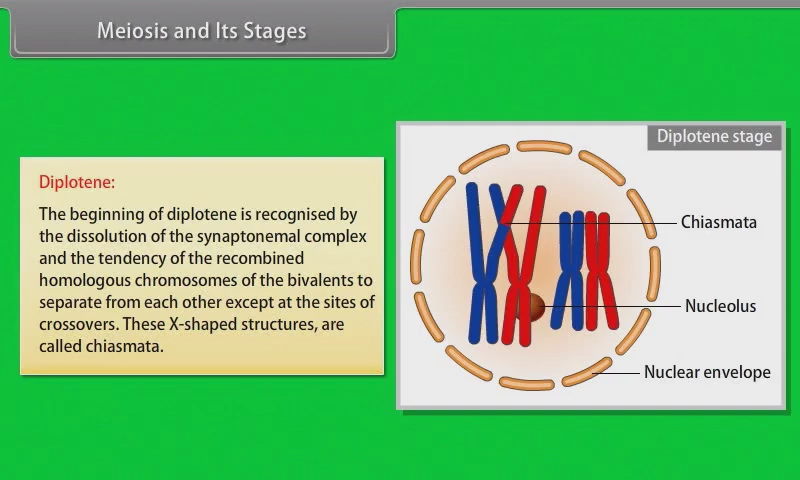 Meiosis and Its Stages
Diplotene:
The beginning of diplotene is recognised by
the dissolution of the synaptonemal complex
and the tendency of the recombined
homologous chromosomes of the bivalents to
separate from each other except at the sites of
crossovers. These X-shaped structures, are
called chiasmata.
Diplotene stage
Chiasmata
Nucleolus
Nuclear envelope